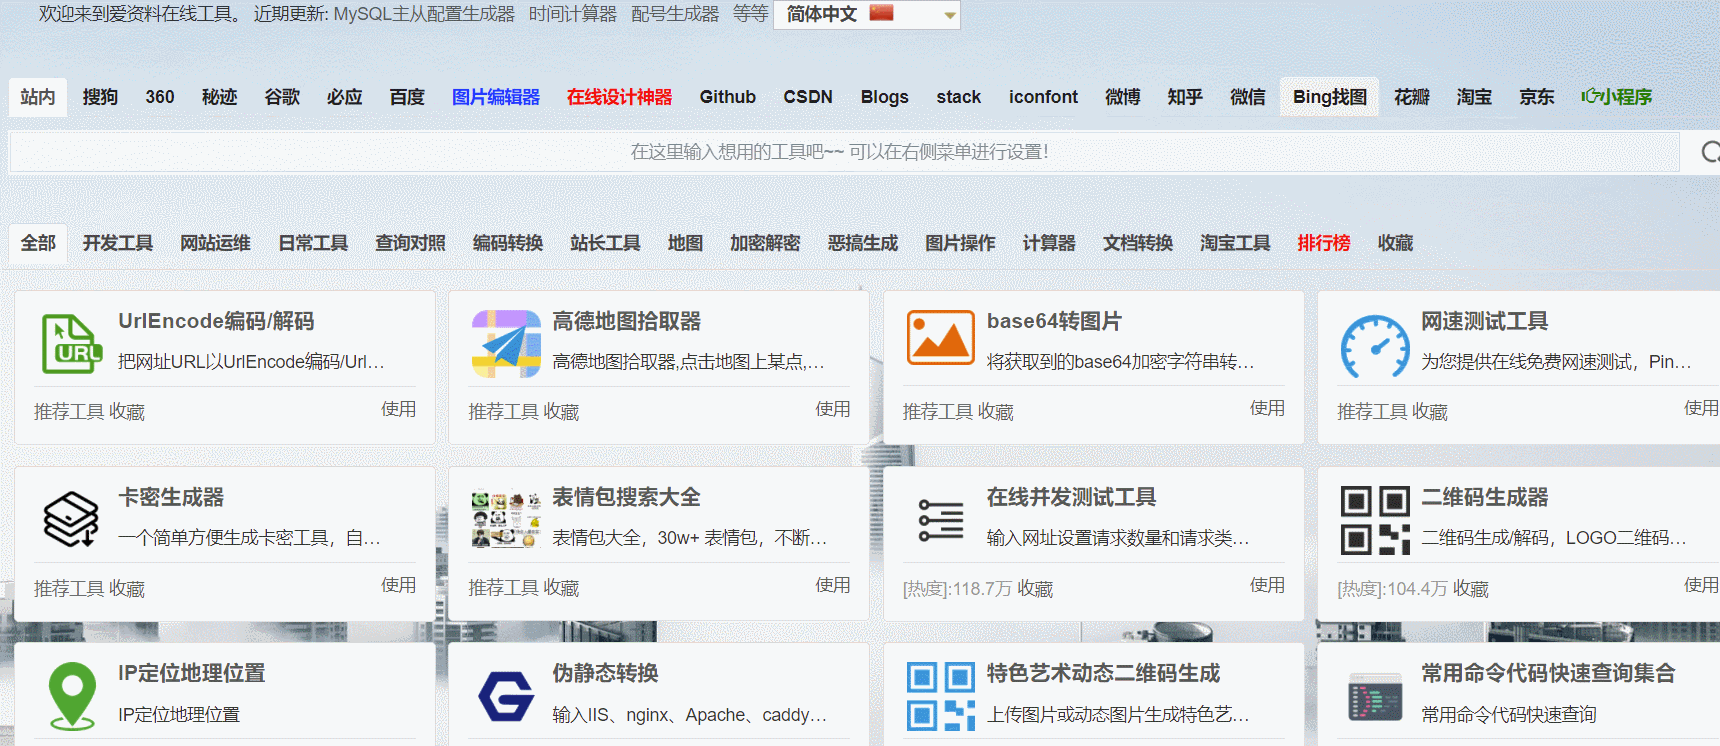 欢迎来到爱资料在线工具。 近期更新: MySQL主从配置生成器 时间计算器 配号生成器 等等 简体中文
站内 搜狗 360 秘迹 谷歌 必应 百度 图片编辑器 在线设计神器 Github CSDN Blogs stack iconfont 微博 知乎 微信 Bing找图 花瓣 淘宝 京东 小程序
在这里输入想用的工具吧~~ 可以在右侧菜单进行设置!
全部 开发工具 网站运维 日常工具 查询对照 编码转换 站长工具 地图 加密解密 恶搞生成 图片操作 计算器 文档转换 淘宝工具 排行榜 收藏
UrlEncode编码/解码 高德地图拾取器 base64转图片 网速测试工具
URL 把网址URL以UrlEncode编码/Url... 高德地图拾取器,点击地图上某点,... 将获取到的base64加密字符串转... 为您提供在线免费网速测试，Pin...
推荐工具 收藏 使用 推荐工具 收藏 使用 推荐工具 收藏 使用 推荐工具 收藏 使用
卡密生成器 表情包搜索大全 在线并发测试工具 二维码生成器
一个简单方便生成卡密工具，自... 表情包大全，30w+ 表情包，不断... 输入网址设置请求数量和请求类... 二维码生成/解码，LOGO二维码...
推荐工具 收藏 使用 推荐工具 收藏 使用 [热度]:118.7万 收藏 使用 [热度]:104.4万 收藏 使用
IP定位地理位置 伪静态转换 特色艺术动态二维码生成 常用命令代码快速查询集合
IP定位地理位置 输入IIS、nginx、Apache、caddy... 上传图片或动态图片生成特色艺... 常用命令代码快速查询